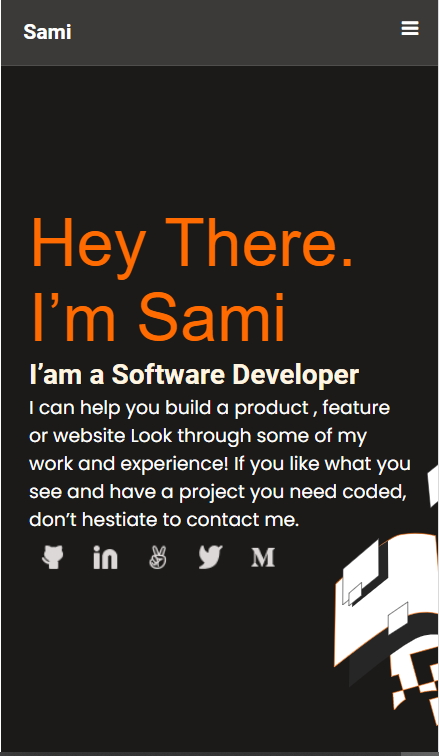 Sami
Hey There.
I’m Sami
I’am a Software Developer
I can help you build a product , feature
or website Look through some of my
work and experience! If you like what you
see and have a project you need coded,
don’t hestiate to contact me.